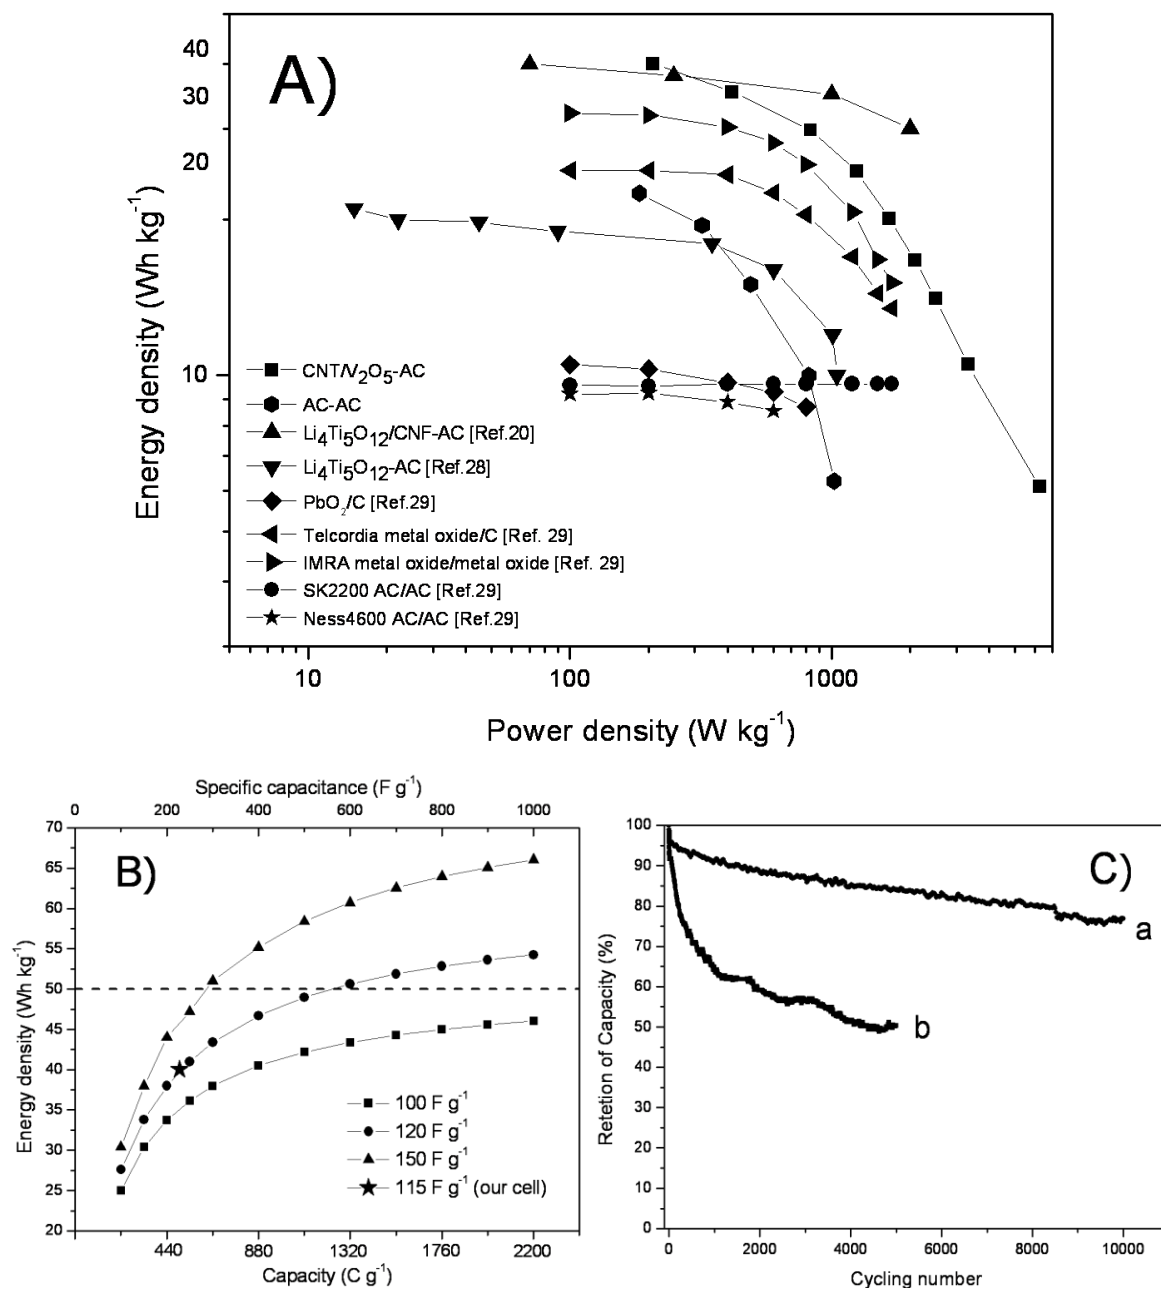 A)
40
30
20
10
Energy density (Wh kg⁻¹)
CNT/V₂O₅-AC
AC-AC
Li₄Ti₅O₁₂/CNF-AC [Ref.20]
Li₄Ti₅O₁₂-AC [Ref.28]
PbO₂/C [Ref.29]
Telcordia metal oxide/C [Ref. 29]
IMRA metal oxide/metal oxide [Ref. 29]
SK2200 AC/AC [Ref.29]
Ness4600 AC/AC [Ref.29]
10 100 1000
Power density (W kg⁻¹)
Specific capacitance (F g⁻¹)
0 200 400 600 800 1000
B)
70
65
60
55
50
45
40
35
30
25
20
Energy density (Wh kg⁻¹)
100 F g⁻¹
120 F g⁻¹
150 F g⁻¹
115 F g⁻¹ (our cell)
440 880 1320 1760 2200
Capacity (C g⁻¹)
C)
100
90
80
70
60
50
40
30
20
10
0
Retetion of Capacity (%)
a
b
0 2000 4000 6000 8000 10000
Cycling number